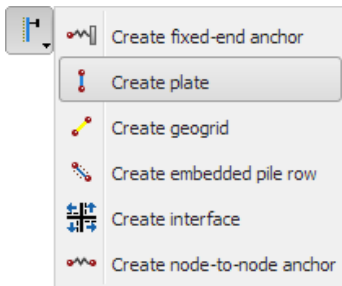 Create fixed-end anchor
Create plate
Create geogrid
Create embedded pile row
Create interface
Create node-to-node anchor